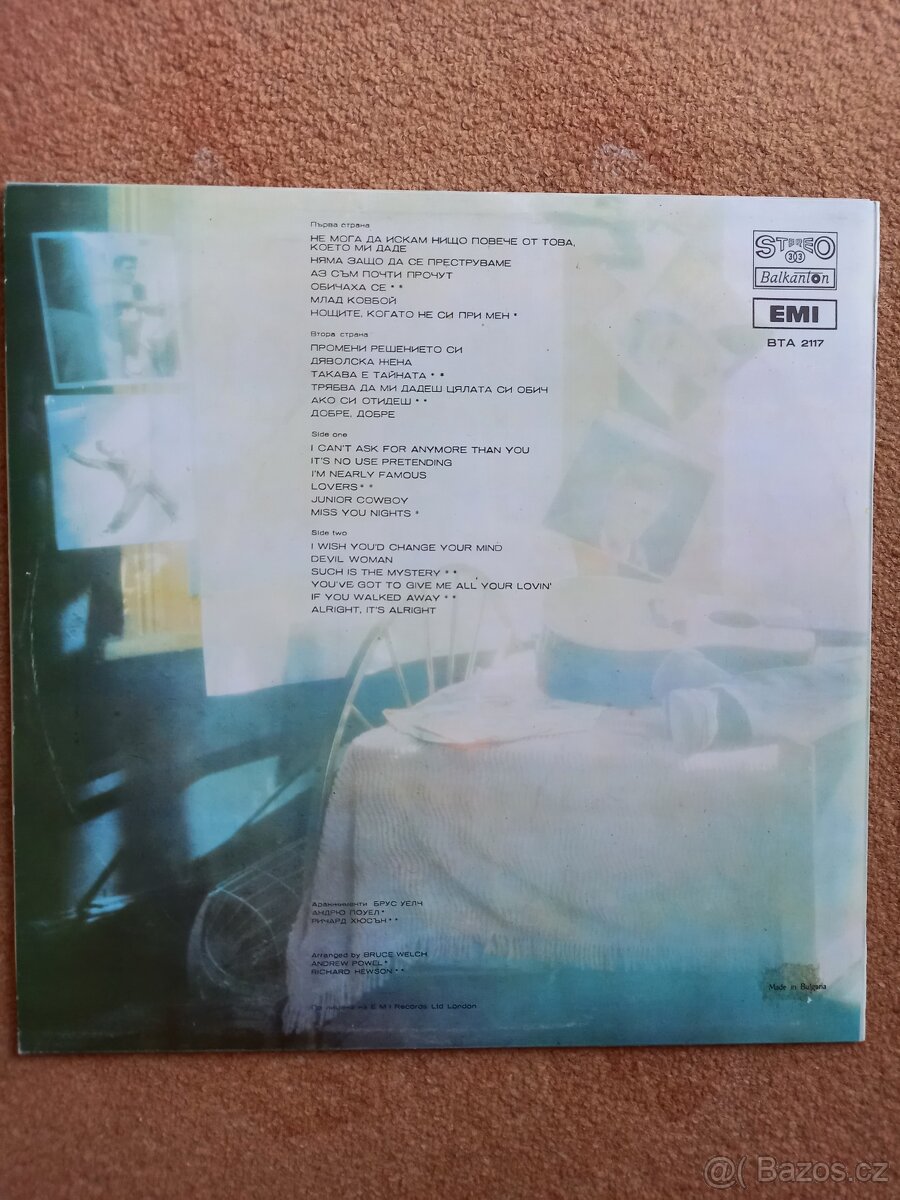 Първа страна
НЕ МОГА ДА ИСКАМ НИЩО ПОВЕЧЕ ОТ ТОВА,
КОЕТО МИ ДАДЕ
НЯМА ЗАЩО ДА СЕ ПРЕСТРУВАМЕ
АЗ СЪМ ПОЧТИ ПРОЧУТ
ОБИЧАХА СЕ**
МЛАД КОВБОЙ
НОЩИТЕ, КОГАТО НЕ СИ ПРИ МЕН*
Втора страна
ПРОМЕНИ РЕШЕНИЕТО СИ
ДЯВОЛСКА ЖЕНА
ТАКАВА Е ТАЙНАТА**
ТРЯБВА ДА МИ ДАДЕШ ЦЯЛАТА СИ ОБИЧ
АКО СИ ОТИДЕШ**
ДОБРЕ, ДОБРЕ
Side one
I CAN'T ASK FOR ANYMORE THAN YOU
IT'S NO USE PRETENDING
I'M NEARLY FAMOUS
LOVERS**
JUNIOR COWBOY
MISS YOU NIGHTS*
Side two
I WISH YOU'D CHANGE YOUR MIND
DEVIL WOMAN
SUCH IS THE MYSTERY**
YOU'VE GOT TO GIVE ME ALL YOUR LOVIN'
IF YOU WALKED AWAY**
ALRIGHT, IT'S ALRIGHT
STEREO
33
Balkanton
EMI
ВТА 2117
Аранжименти БРУС УЕЛЧ
АНДРЮ ПОУЕЛ*
РИЧАРД ХЮСЪН**
Arranged by BRUCE WELCH
ANDREW POWEL*
RICHARD HEWSON**
По лиценз на E M I Records Ltd London
Made in Bulgaria
@( Bazos.cz